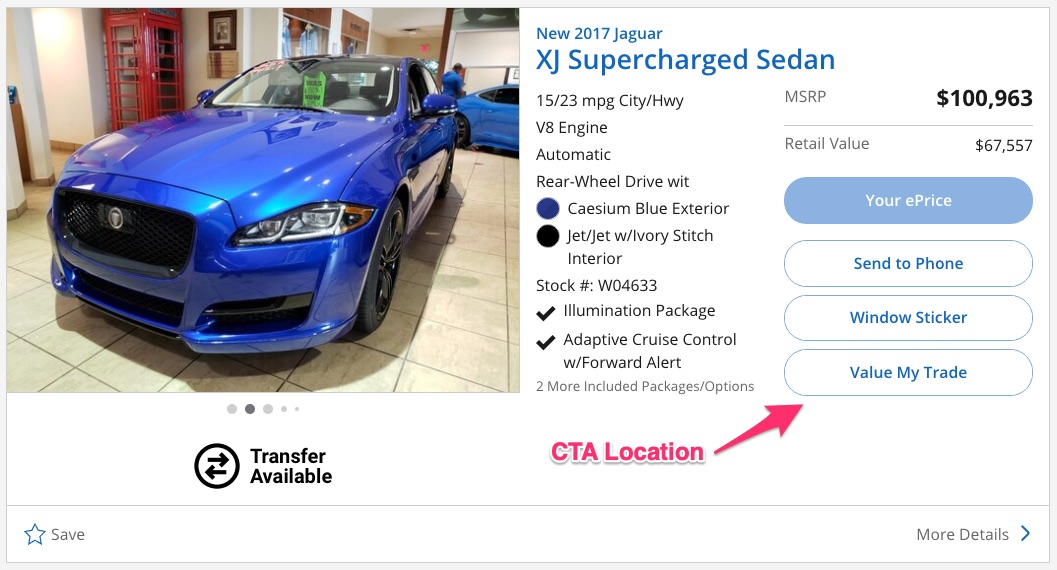 New 2017 Jaguar
XJ Supercharged Sedan
15/23 mpg City/Hwy
V8 Engine
Automatic
Rear-Wheel Drive wit
Caesium Blue Exterior
Jet/Jet w/Ivory Stitch
Interior
Stock #: W04633
Illumination Package
Adaptive Cruise Control
w/Forward Alert
2 More Included Packages/Options
MSRP
$100,963
Retail Value
$67,557
Your ePrice
Send to Phone
Window Sticker
Value My Trade
CTA Location
Transfer
Available
Save
More Details